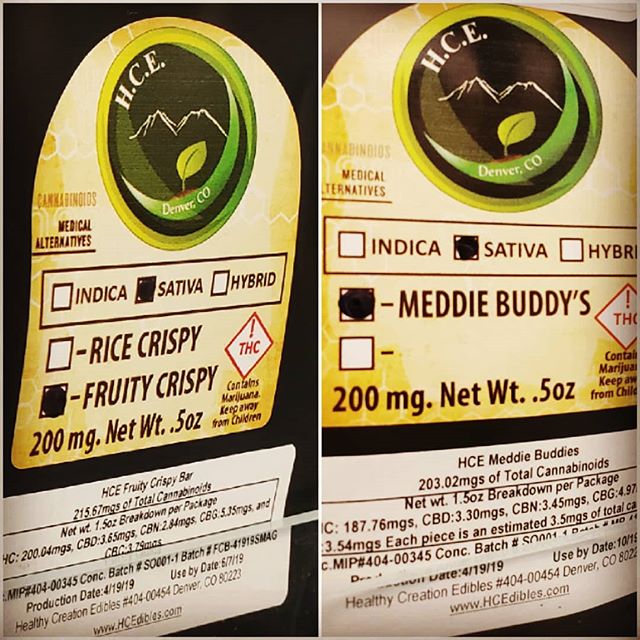 H.C.E.
Denver, CO
CANNABINOIDS
MEDICAL
ALTERNATIVES
INDICA SATIVA HYBRID
-RICE CRISPY
-FRUITY CRISPY
200 mg. Net Wt. .5oz
!
THC
Contains
Marijuana.
Keep away
from Children
HCE Fruity Crispy Bar
215.67mgs of Total Cannabinoids
Net wt. 1.5oz Breakdown per Package
HC: 200.04mgs, CBD:3.65mgs, CBN:2.84mgs, CBG:5.35mgs, and
CBC:3.79mgs
.MIP#404-00345 Conc. Batch # SO001-1 Batch # FCB-41919SMAG
Production Date:4/19/19 Use by Date:6/7/19
Healthy Creation Edibles #404-00454 Denver, CO 80223
www.HCEdibles.com
H.C.E.
Denver, CO
ANNABINOIDS
MEDICAL
TERNATIVES
INDICA SATIVA HYBRI
- MEDDIE BUDDY'S
-
200 mg. Net Wt. .5oz
!
THC
Contai
Marijua
Keep a
from Chil
HCE Meddie Buddies
203.02mgs of Total Cannabinoids
Net wt. 1.5oz Breakdown per Package
C: 187.76mgs, CBD:3.30mgs, CBN:3.45mgs, CBG:4.97
:3.54mgs Each piece is an estimated 3.5mgs of total ca
c.MIP#404-00345 Conc. Batch # SO001-1 Batch #
Date:4/19/19 Use by Date:10/19
Healthy Creation Edibles #404-00454 Denver, CO 802
www.HCEdibles.com